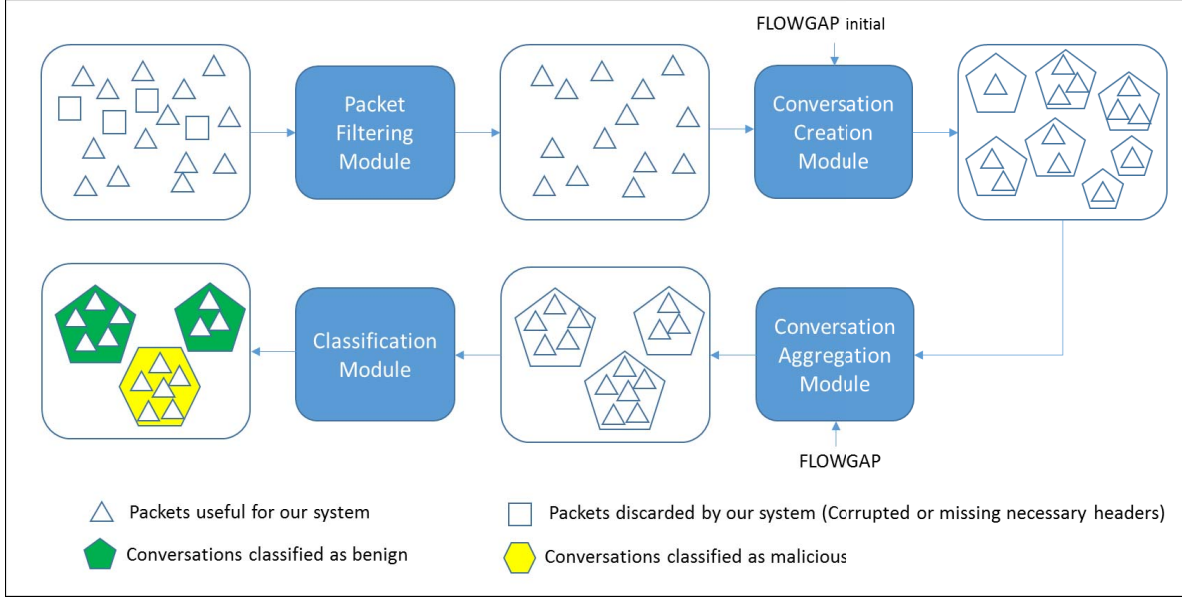 FLOWGAP initial
Packet
Filtering
Module
Conversation
Creation
Module
Classification
Module
Conversation
Aggregation
Module
FLOWGAP
Packets useful for our system
Packets discarded by our system (Corrupted or missing necessary headers)
Conversations classified as benign
Conversations classified as malicious